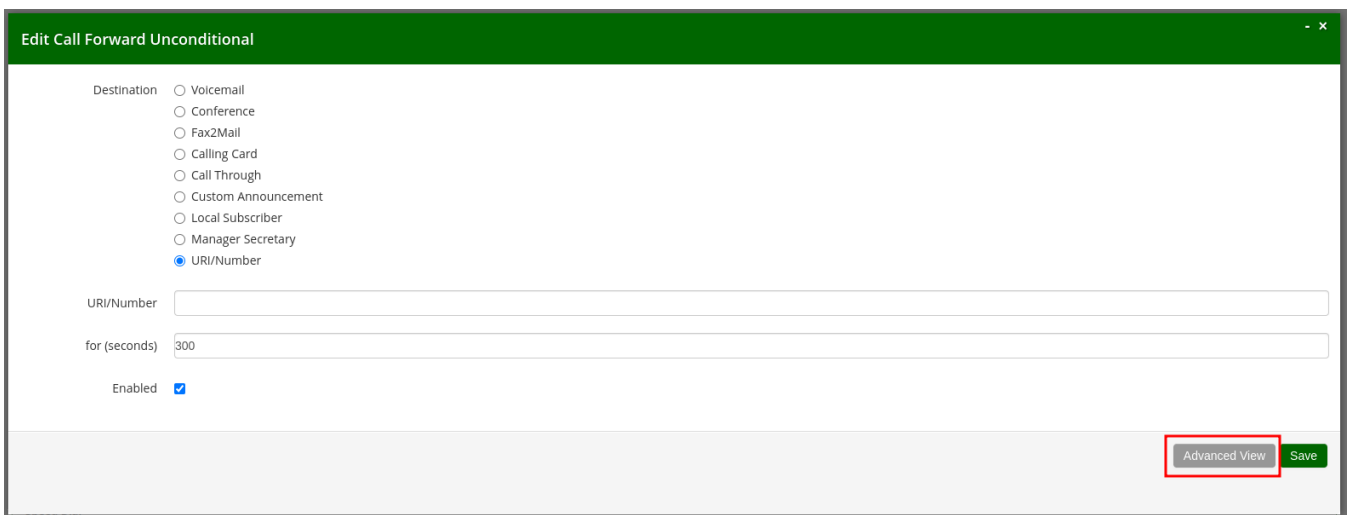 Edit Call Forward Unconditional - ×
Destination Voicemail
Conference
Fax2Mail
Calling Card
Call Through
Custom Announcement
Local Subscriber
Manager Secretary
URI/Number
URI/Number
for (seconds) 300
Enabled
Advanced View Save